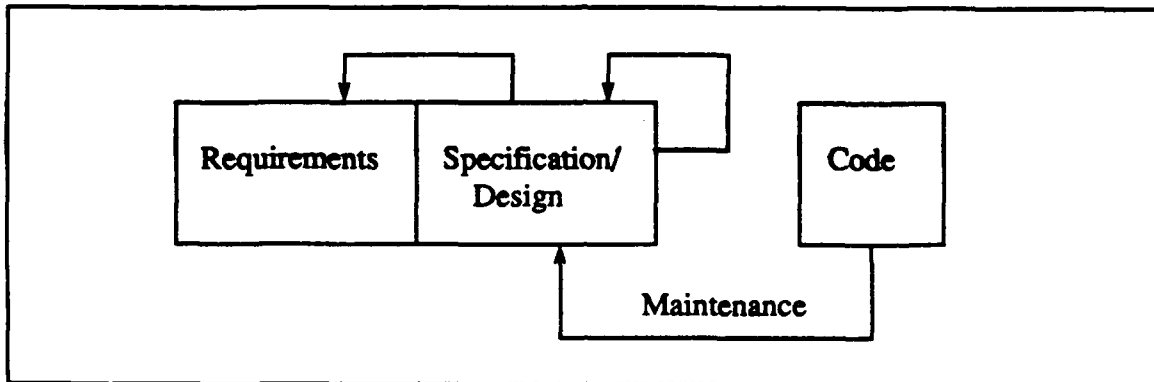 Requirements
Specification/
Design
Code
Maintenance